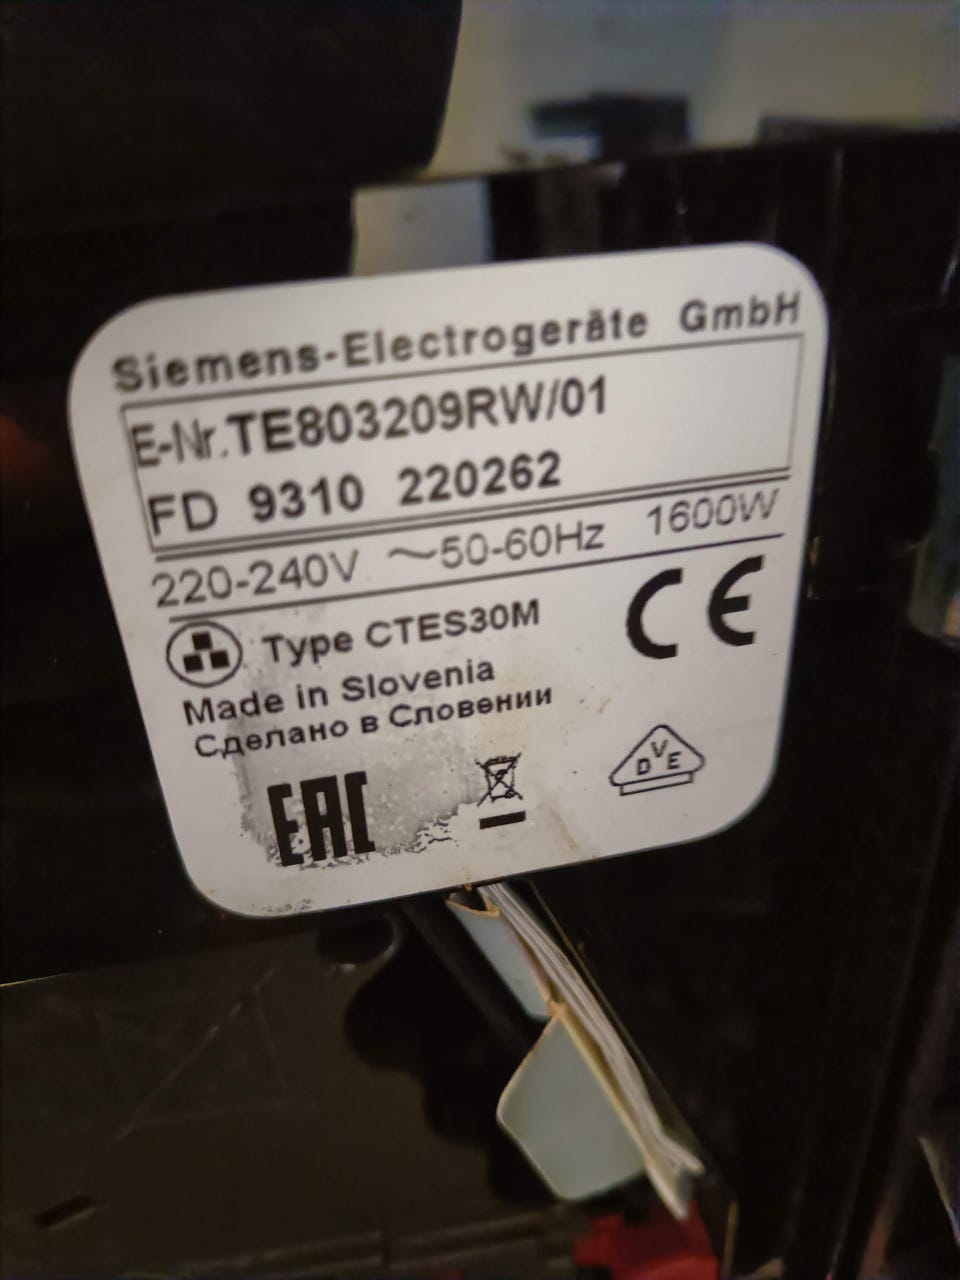 Siemens-Electrogeräte GmbH
E-Nr.TE803209RW/01
FD 9310 220262
220-240V ~50-60Hz 1600W
Type CTES30M
CE
Made in Slovenia
Сделано в Словении
EAC
DVE